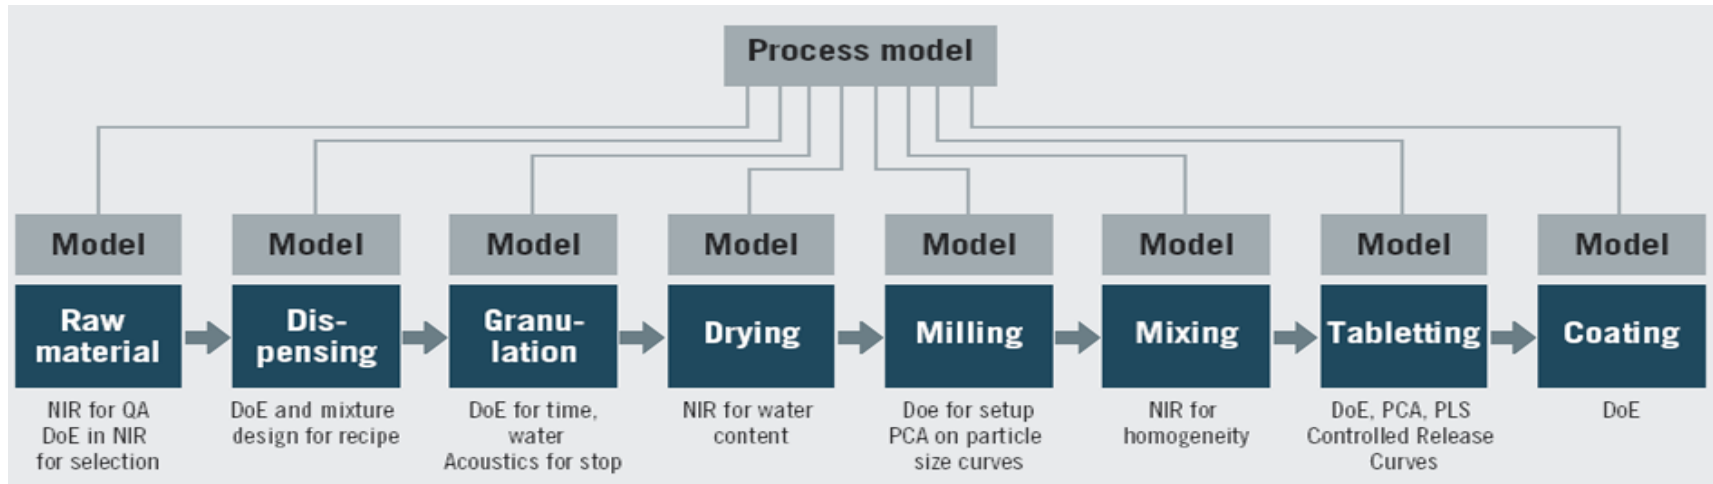 Process model
Model
Model
Model
Model
Model
Model
Model
Model
Raw
material
Dis-
pensing
Granu-
lation
Drying
Milling
Mixing
Tabletting
Coating
NIR for QA
DoE in NIR
for selection
DoE and mixture
design for recipe
DoE for time,
water
Acoustics for stop
NIR for water
content
Doe for setup
PCA on particle
size curves
NIR for
homogeneity
DoE, PCA, PLS
Controlled Release
Curves
DoE